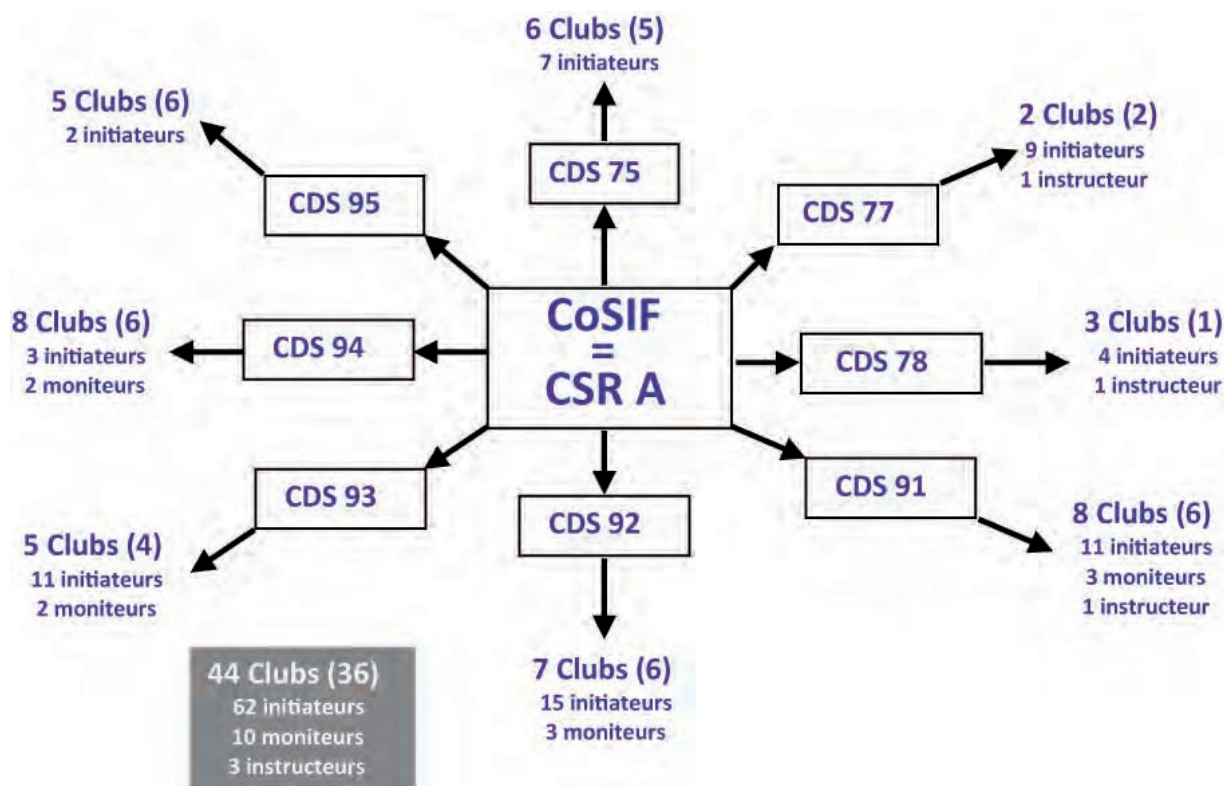 6 Clubs (5)
7 initiateurs
5 Clubs (6)
2 initiateurs
2 Clubs (2)
9 initiateurs
1 instructeur
CDS 75
CDS 95
CDS 77
8 Clubs (6)
3 initiateurs
2 moniteurs
CDS 94
CoSIF
=
CSR A
CDS 78
3 Clubs (1)
4 initiateurs
1 instructeur
CDS 93
CDS 92
CDS 91
5 Clubs (4)
11 initiateurs
2 moniteurs
8 Clubs (6)
11 initiateurs
3 moniteurs
1 instructeur
44 Clubs (36)
62 initiateurs
10 moniteurs
3 instructeurs
7 Clubs (6)
15 initiateurs
3 moniteurs